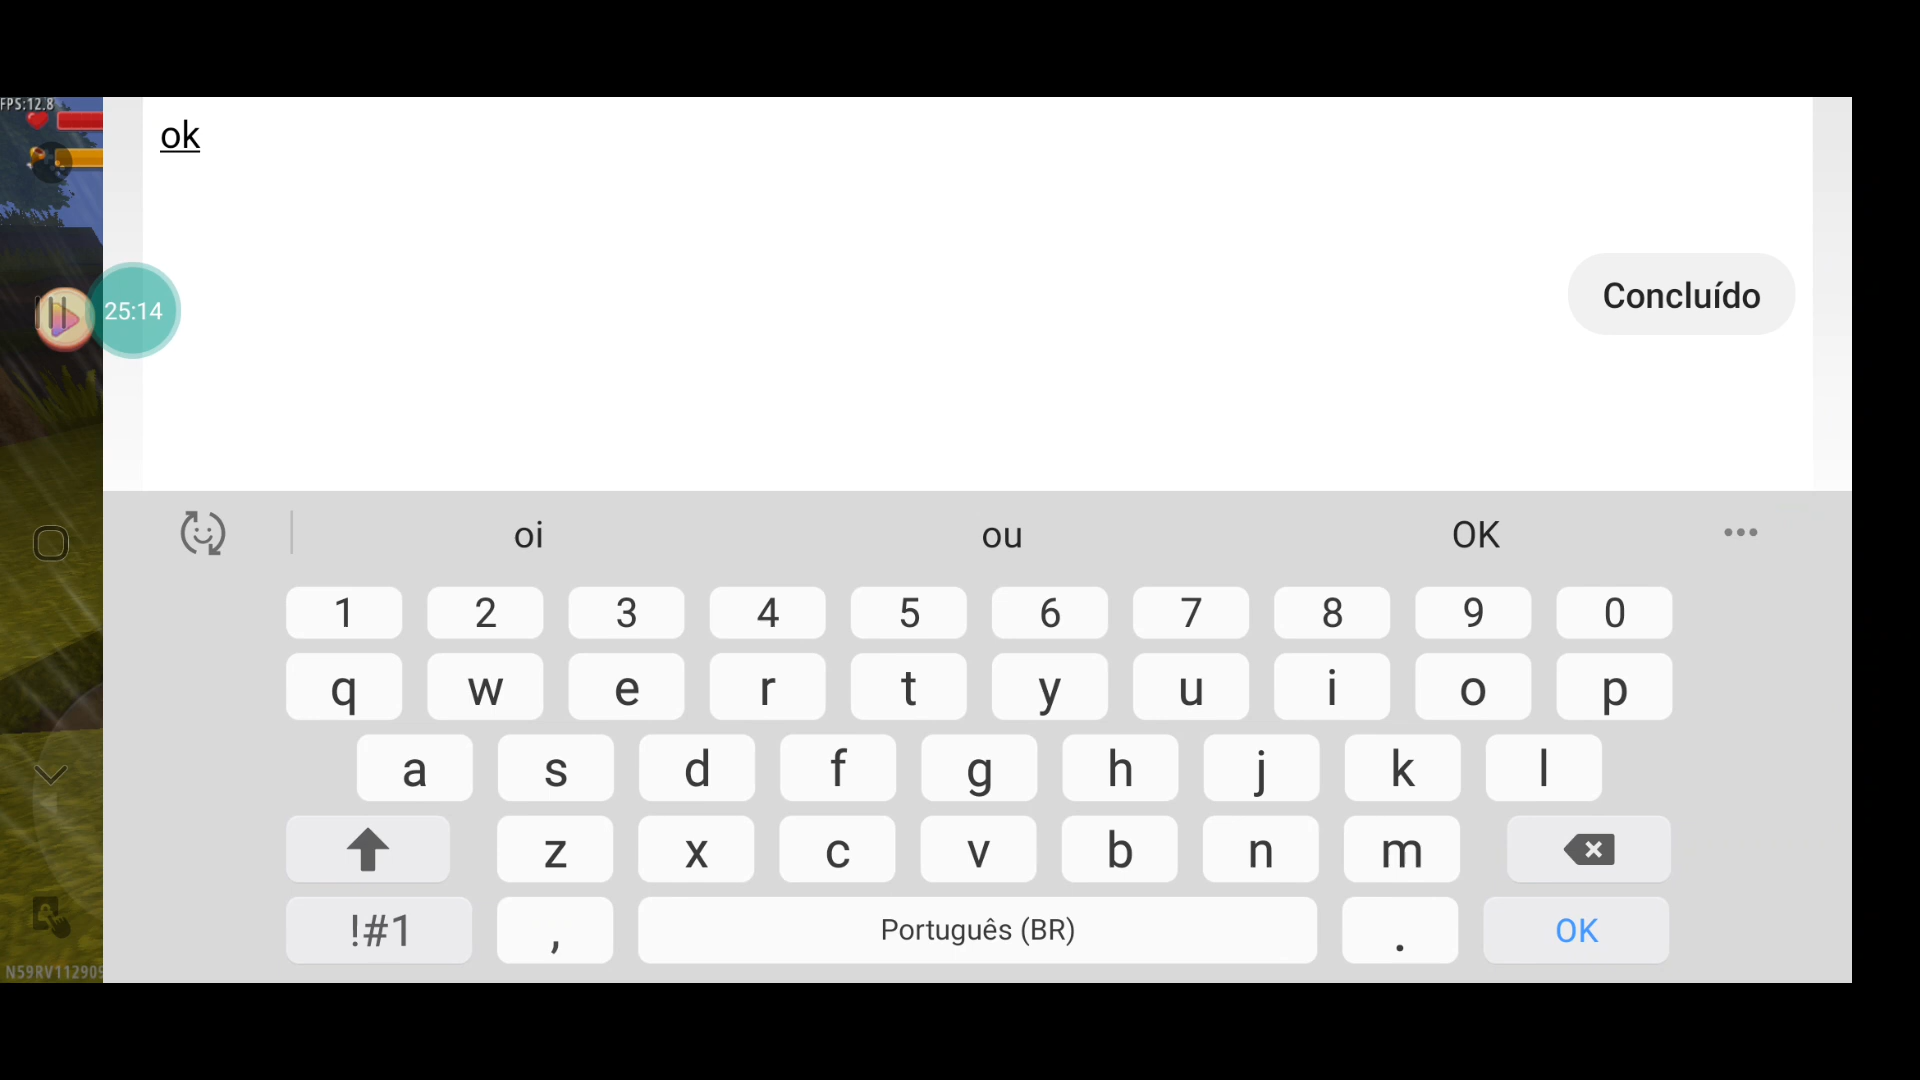 FPS:12.8
ok
25:14
Concluído
oi ou OK
1 2 3 4 5 6 7 8 9 0
q w e r t y u i o p
a s d f g h j k l
z x c v b n m
!#1 , Português (BR) . OK
N59RV112909